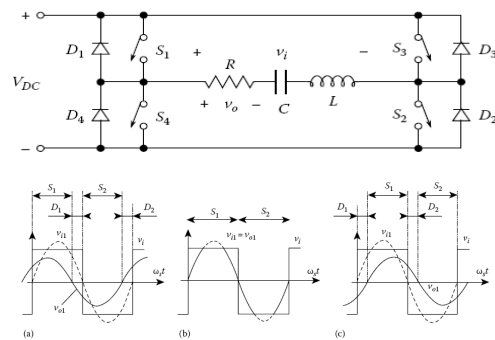 +
D₁ S₁ + vᵢ − S₃ D₃
R
V_DC
+ vₒ − C L
D₄ S₄ S₂ D₂
−
S₁ S₂
D₁ D₂
vᵢ₁ vᵢ
ωₛt
vₒ₁
(a)
S₁ S₂
vᵢ₁ = vₒ₁ vᵢ
ωₛt
(b)
S₁ S₂
D₁ D₂
vᵢ₁ vᵢ
ωₛt
vₒ₁
(c)